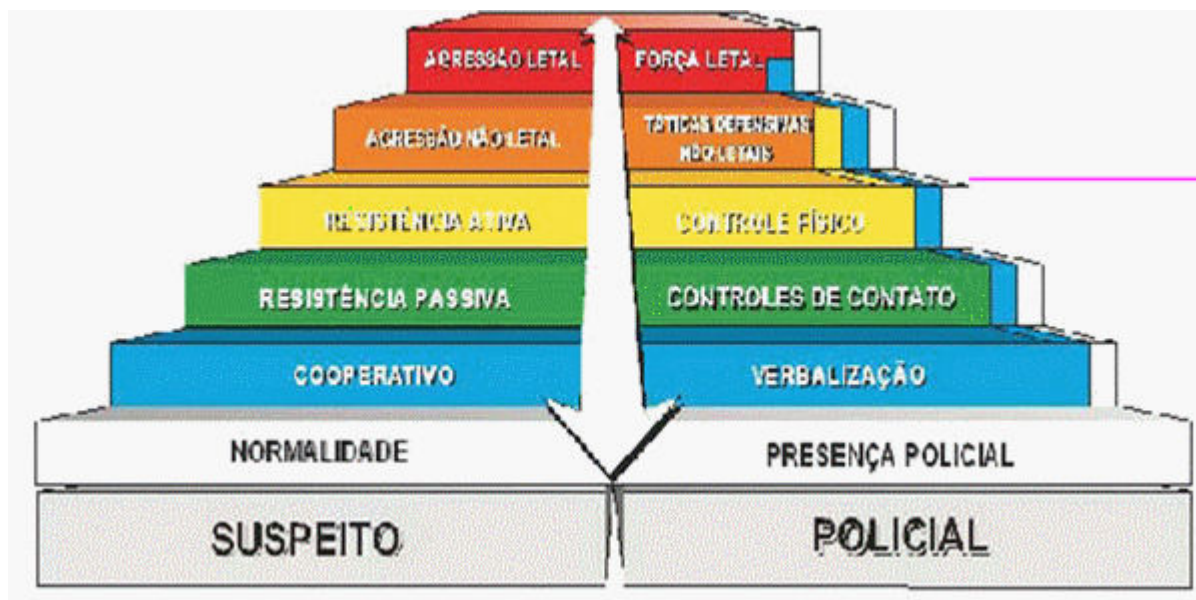 AGRESSÃO LETAL FORÇA LETAL
AGRESSÃO NÃO LETAL TÁTICAS DEFENSIVAS
NÃO LETAIS
RESISTÊNCIA ATIVA CONTROLE FÍSICO
RESISTÊNCIA PASSIVA CONTROLES DE CONTATO
COOPERATIVO VERBALIZAÇÃO
NORMALIDADE PRESENÇA POLICIAL
SUSPEITO POLICIAL